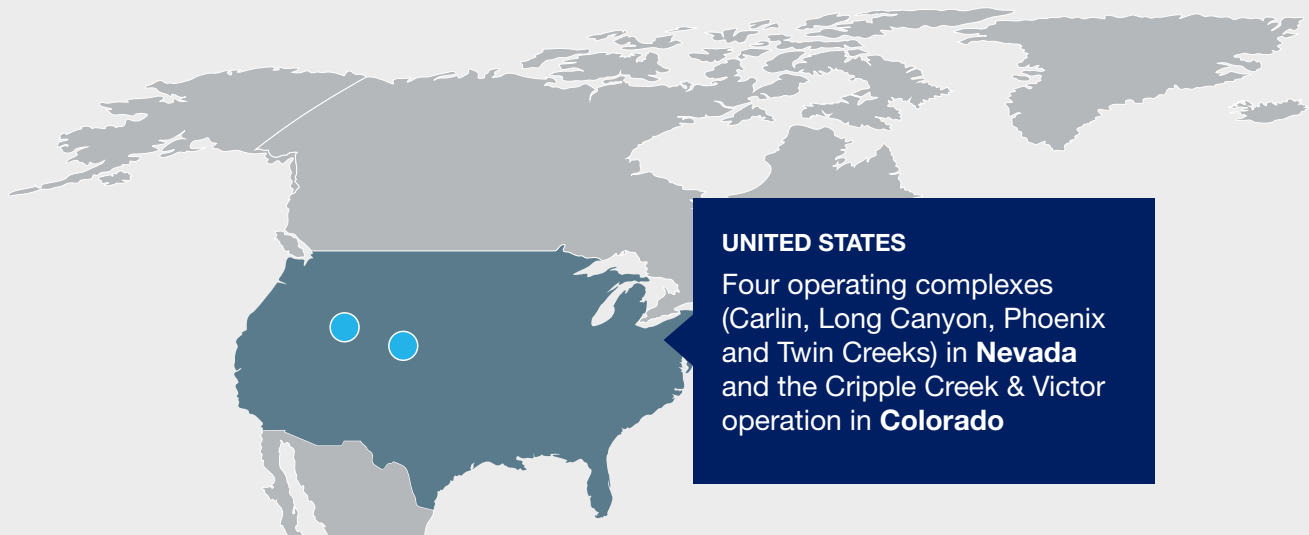 UNITED STATES
Four operating complexes
(Carlin, Long Canyon, Phoenix
and Twin Creeks) in Nevada
and the Cripple Creek & Victor
operation in Colorado